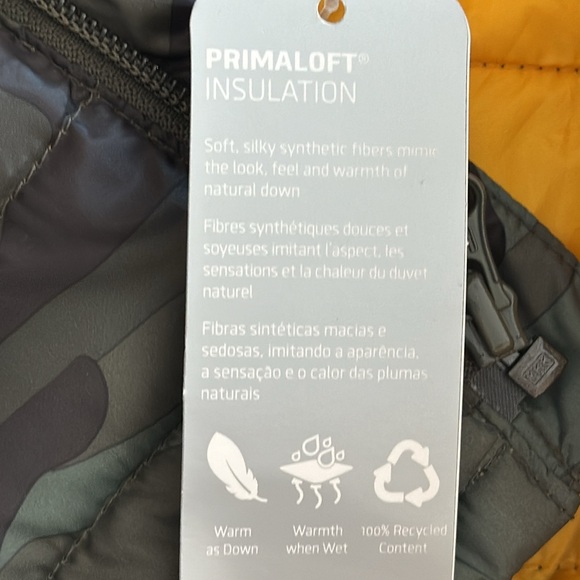 PRIMALOFT®
INSULATION
Soft, silky synthetic fibers mimic
the look, feel and warmth of
natural down
Fibres synthétiques douces et
soyeuses imitant l'aspect, les
sensations et la chaleur du duvet
naturel
Fibras sintéticas macias e
sedosas, imitando a aparência,
a sensação e o calor das plumas
naturais
Warm
as Down
Warmth
when Wet
100% Recycled
Content